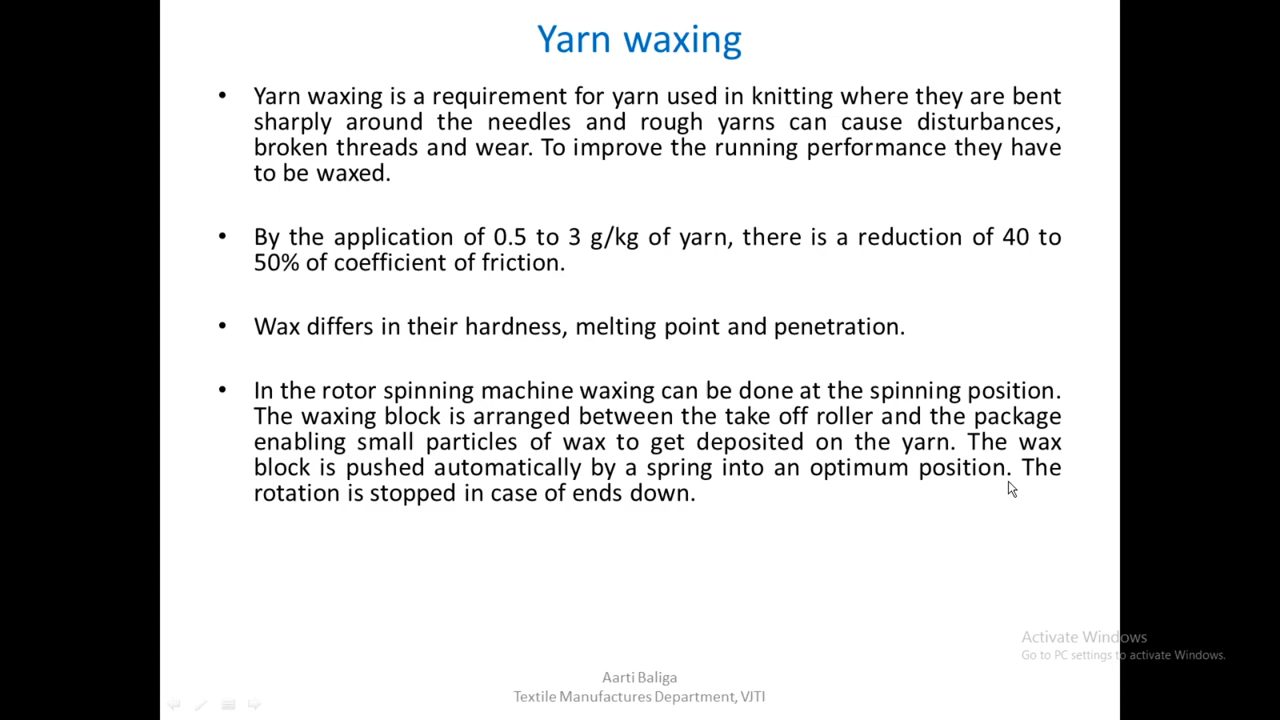 Yarn waxing
• Yarn waxing is a requirement for yarn used in knitting where they are bent
sharply around the needles and rough yarns can cause disturbances,
broken threads and wear. To improve the running performance they have
to be waxed.
• By the application of 0.5 to 3 g/kg of yarn, there is a reduction of 40 to
50% of coefficient of friction.
• Wax differs in their hardness, melting point and penetration.
• In the rotor spinning machine waxing can be done at the spinning position.
The waxing block is arranged between the take off roller and the package
enabling small particles of wax to get deposited on the yarn. The wax
block is pushed automatically by a spring into an optimum position. The
rotation is stopped in case of ends down.
Activate Windows
Go to PC settings to activate Windows.
Aarti Baliga
Textile Manufactures Department, VJTI